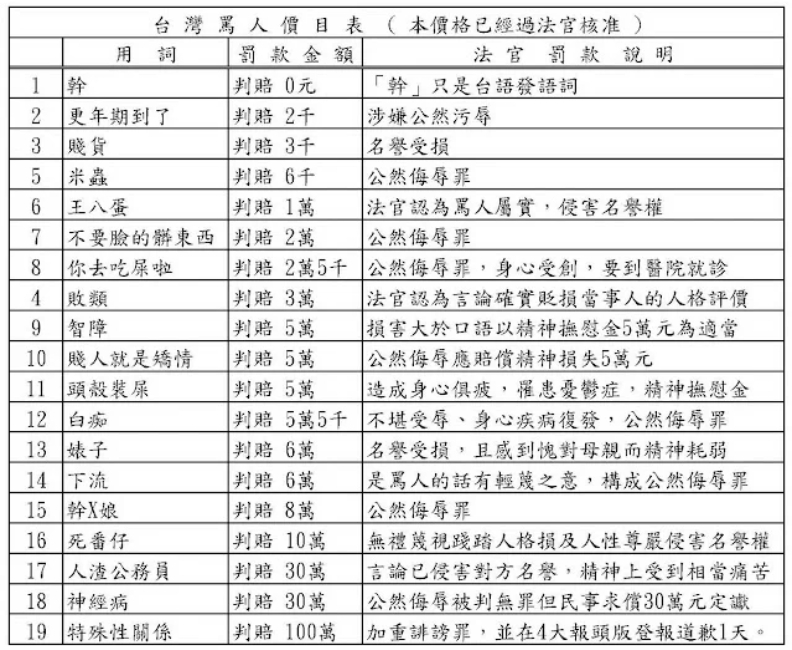 台灣罵人價目表 （本價格已經過法官核准）
用詞 罰款金額 法官罰款說明
1 幹 判賠 0元 「幹」只是台語發語詞
2 更年期到了 判賠 2千 涉嫌公然污辱
3 賤貨 判賠 3千 名譽受損
5 米蟲 判賠 6千 公然侮辱罪
6 王八蛋 判賠 1萬 法官認為罵人屬實，侵害名譽權
7 不要臉的髒東西 判賠 2萬 公然侮辱罪
8 你去吃屎啦 判賠 2萬5千 公然侮辱罪，身心受創，要到醫院就診
4 敗類 判賠 3萬 法官認為言論確實貶損當事人的人格評價
9 智障 判賠 5萬 損害大於口語以精神撫慰金5萬元為適當
10 賤人就是矯情 判賠 5萬 公然侮辱應賠償精神損失5萬元
11 頭殼裝屎 判賠 5萬 造成身心俱疲，罹患憂鬱症，精神撫慰金
12 白痴 判賠 5萬5千 不堪受辱、身心疾病復發，公然侮辱罪
13 婊子 判賠 6萬 名譽受損，且感到愧對母親而精神耗弱
14 下流 判賠 6萬 是罵人的話有輕蔑之意，構成公然侮辱罪
15 幹X娘 判賠 8萬 公然侮辱罪
16 死番仔 判賠 10萬 無禮蔑視踐踏人格損及人性尊嚴侵害名譽權
17 人渣公務員 判賠 30萬 言論已侵害對方名譽，精神上受到相當痛苦
18 神經病 判賠 30萬 公然侮辱被判無罪但民事求償30萬元定讞
19 特殊性關係 判賠 100萬 加重誹謗罪，並在4大報頭版登報道歉1天。